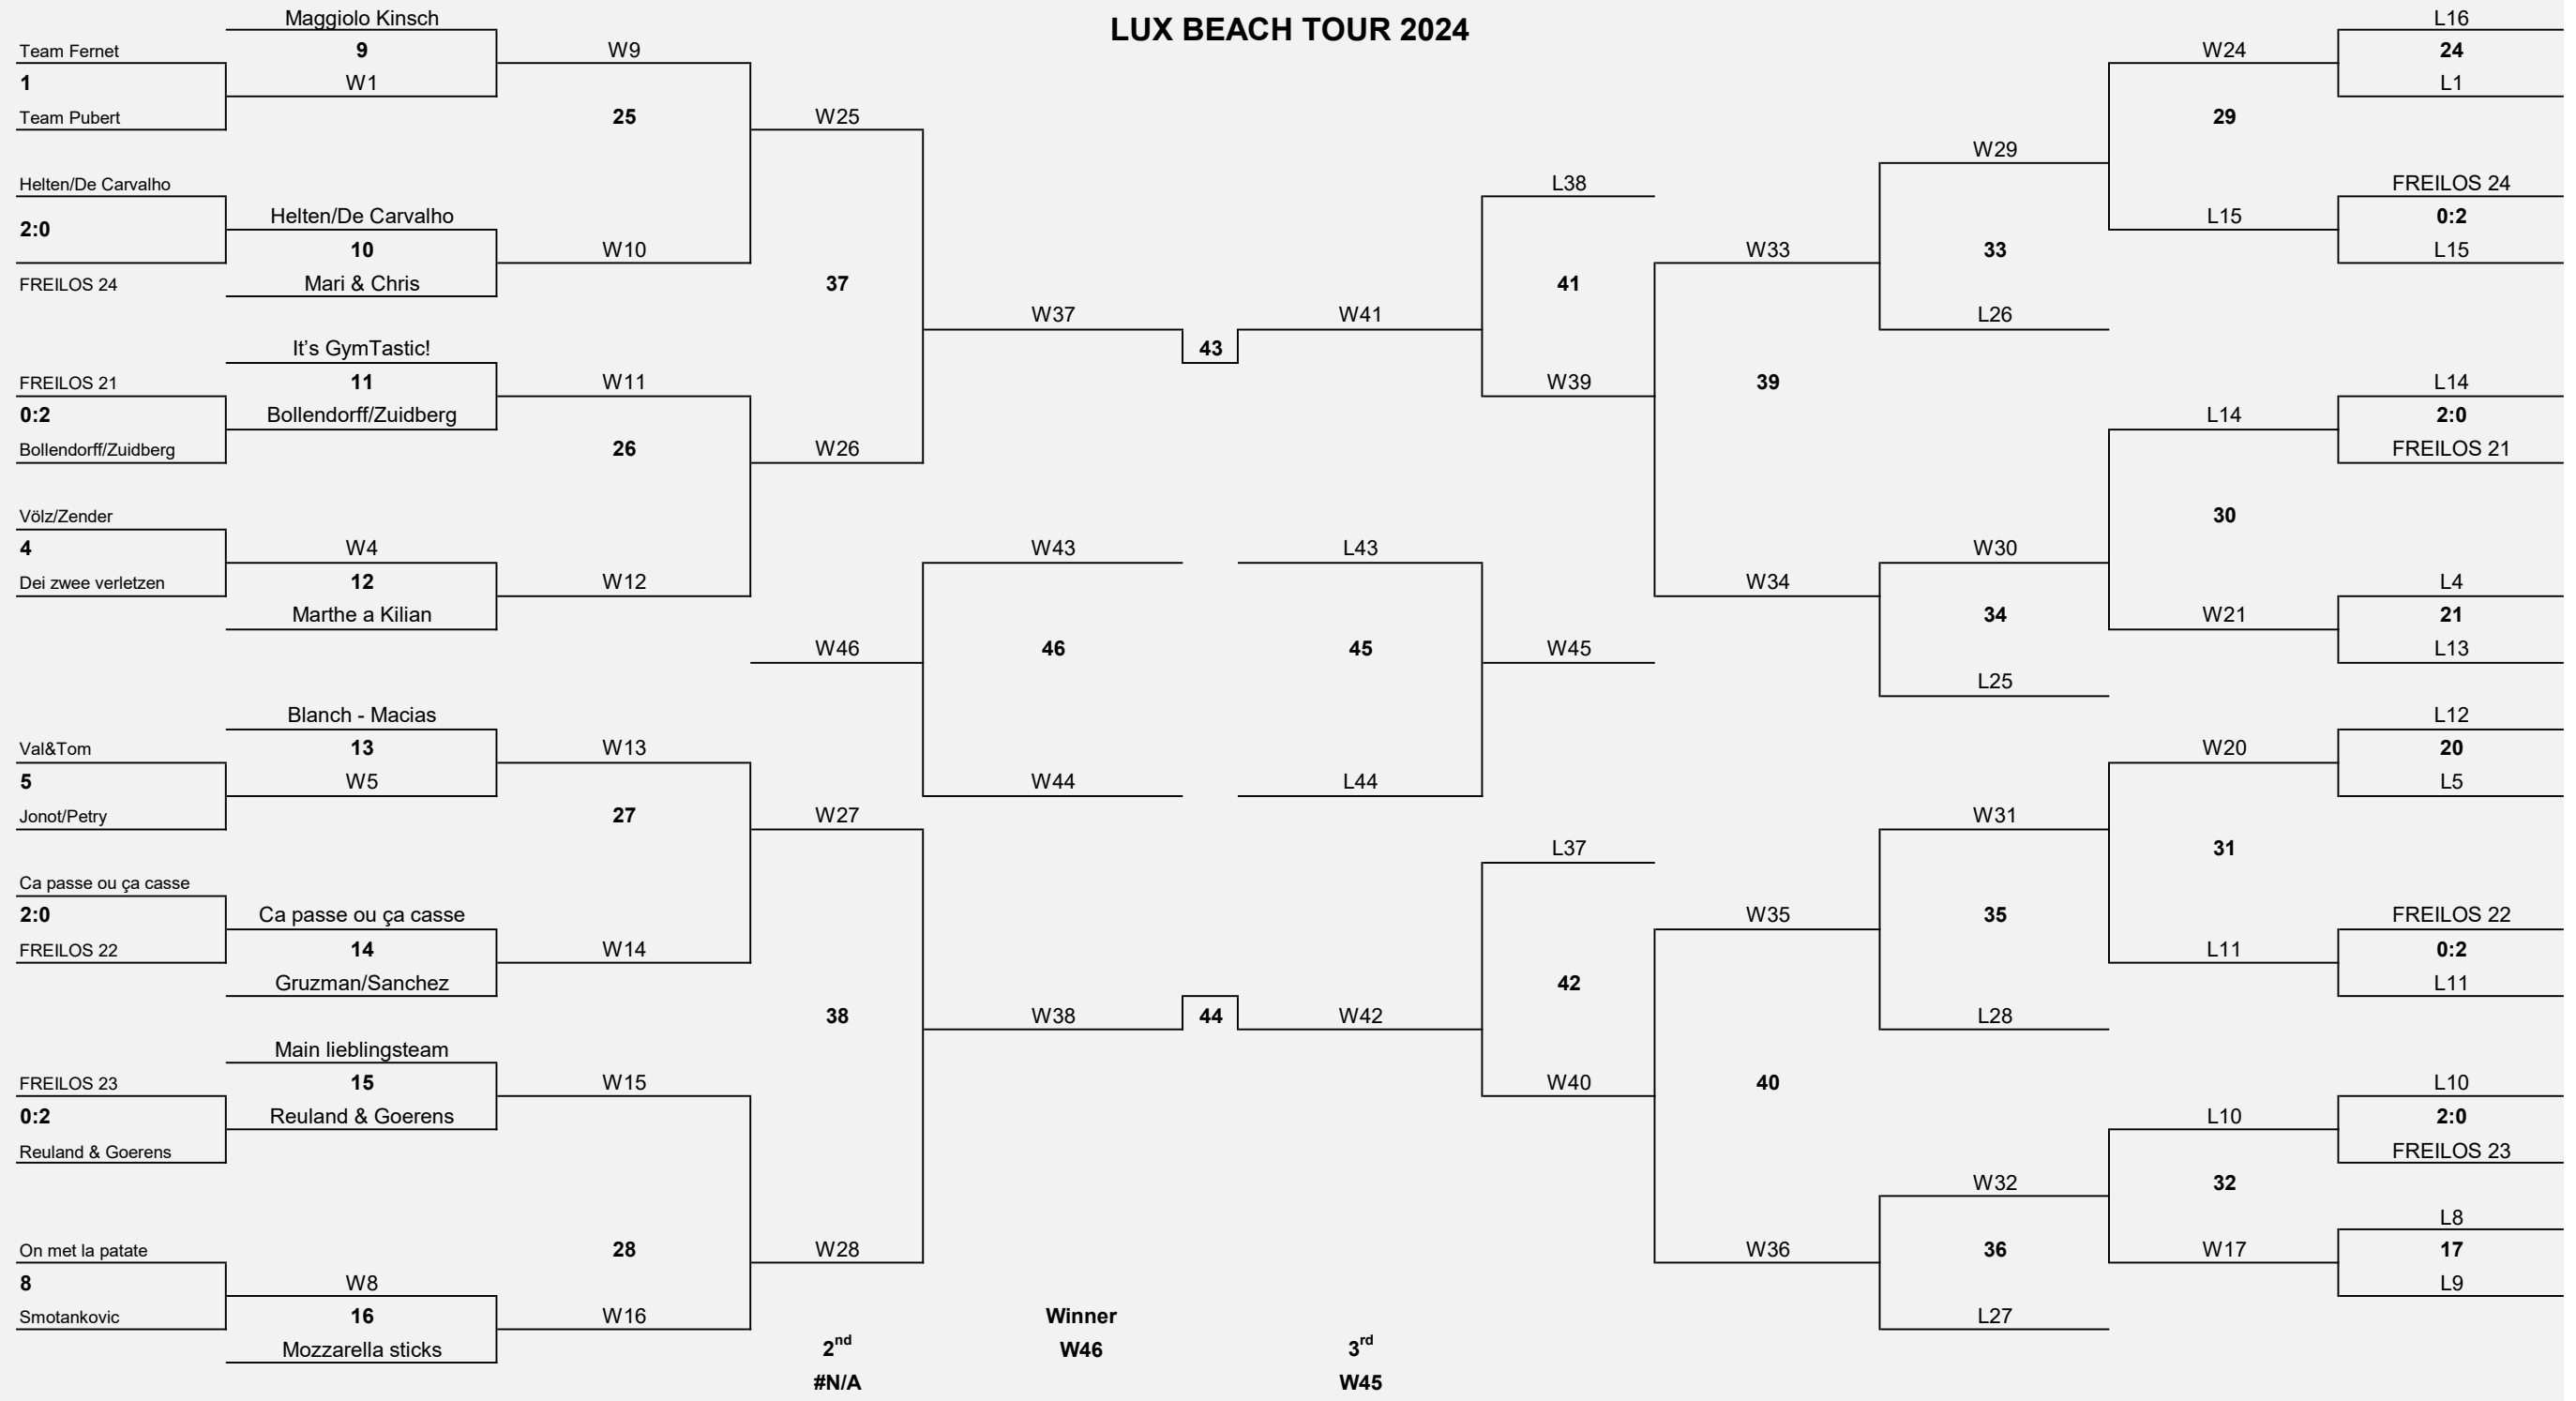 LUX BEACH TOUR 2024
Maggiolo Kinsch
Team Fernet
9
W9
1
W1
Team Pubert
25
W25
Helten/De Carvalho
Helten/De Carvalho
2:0
10
W10
FREILOS 24
Mari & Chris
37
It’s GymTastic!
FREILOS 21
11
W11
0:2
Bollendorff/Zuidberg
Bollendorff/Zuidberg
26
W26
Völz/Zender
4
W4
Dei zwee verletzen
12
W12
Marthe a Kilian
W37
43
W41
W43
L43
W46
46
45
W45
W44
L44
Blanch - Macias
Val&Tom
13
W13
5
W5
Jonot/Petry
27
W27
Ca passe ou ça casse
Ca passe ou ça casse
2:0
14
FREILOS 22
W14
Gruzman/Sanchez
38
W38
44
W42
Main lieblingsteam
FREILOS 23
15
W15
0:2
Reuland & Goerens
Reuland & Goerens
On met la patate
28
W28
8
W8
Smotankovic
16
W16
Mozzarella sticks
Winner
2nd
W46
3rd
#N/A
W45
L16
W24
24
L1
29
W29
L38
FREILOS 24
L15
0:2
W33
33
L15
41
L26
W39
39
L14
L14
2:0
FREILOS 21
30
W30
L4
W34
34
W21
21
L13
L25
L12
W20
20
L5
W31
L37
31
W35
35
FREILOS 22
L11
0:2
42
L11
L28
W40
40
L10
L10
2:0
FREILOS 23
W32
32
L8
W36
36
W17
17
L9
L27